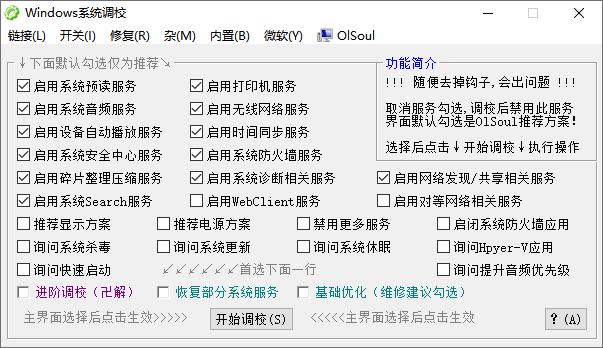 Windows系统调校
链接(L) 开关(I) 修复(R) 杂(M) 内置(B) 微软(Y) OlSoul
↓下面默认勾选仅为推荐↘ 功能简介
启用系统预读服务 启用打印机服务 !!! 随便去掉钩子,会出问题 !!!
启用系统音频服务 启用无线网络服务 取消服务勾选,调校后禁用此服务
启用设备自动播放服务 启用时间同步服务 界面默认勾选是OlSoul推荐方案!
启用系统安全中心服务 启用系统防火墙服务 选择后点击↓开始调校↓执行操作
启用碎片整理压缩服务 启用系统诊断相关服务 启用网络发现/共享相关服务
启用系统Search服务 启用WebClient服务 启用对等网络相关服务
推荐显示方案 推荐电源方案 禁用更多服务 启闭系统防火墙应用
询问系统杀毒 询问系统更新 询问系统休眠 询问Hpyer-V应用
询问快速启动 ↙↙↙↙↙↙首选下面一行 询问提升音频优先级
进阶调校（卍解） 恢复部分系统服务 基础优化（维修建议勾选）
主界面选择后点击生效>>>>> 开始调校(S) <<<<<主界面选择后点击生效 ? (A)